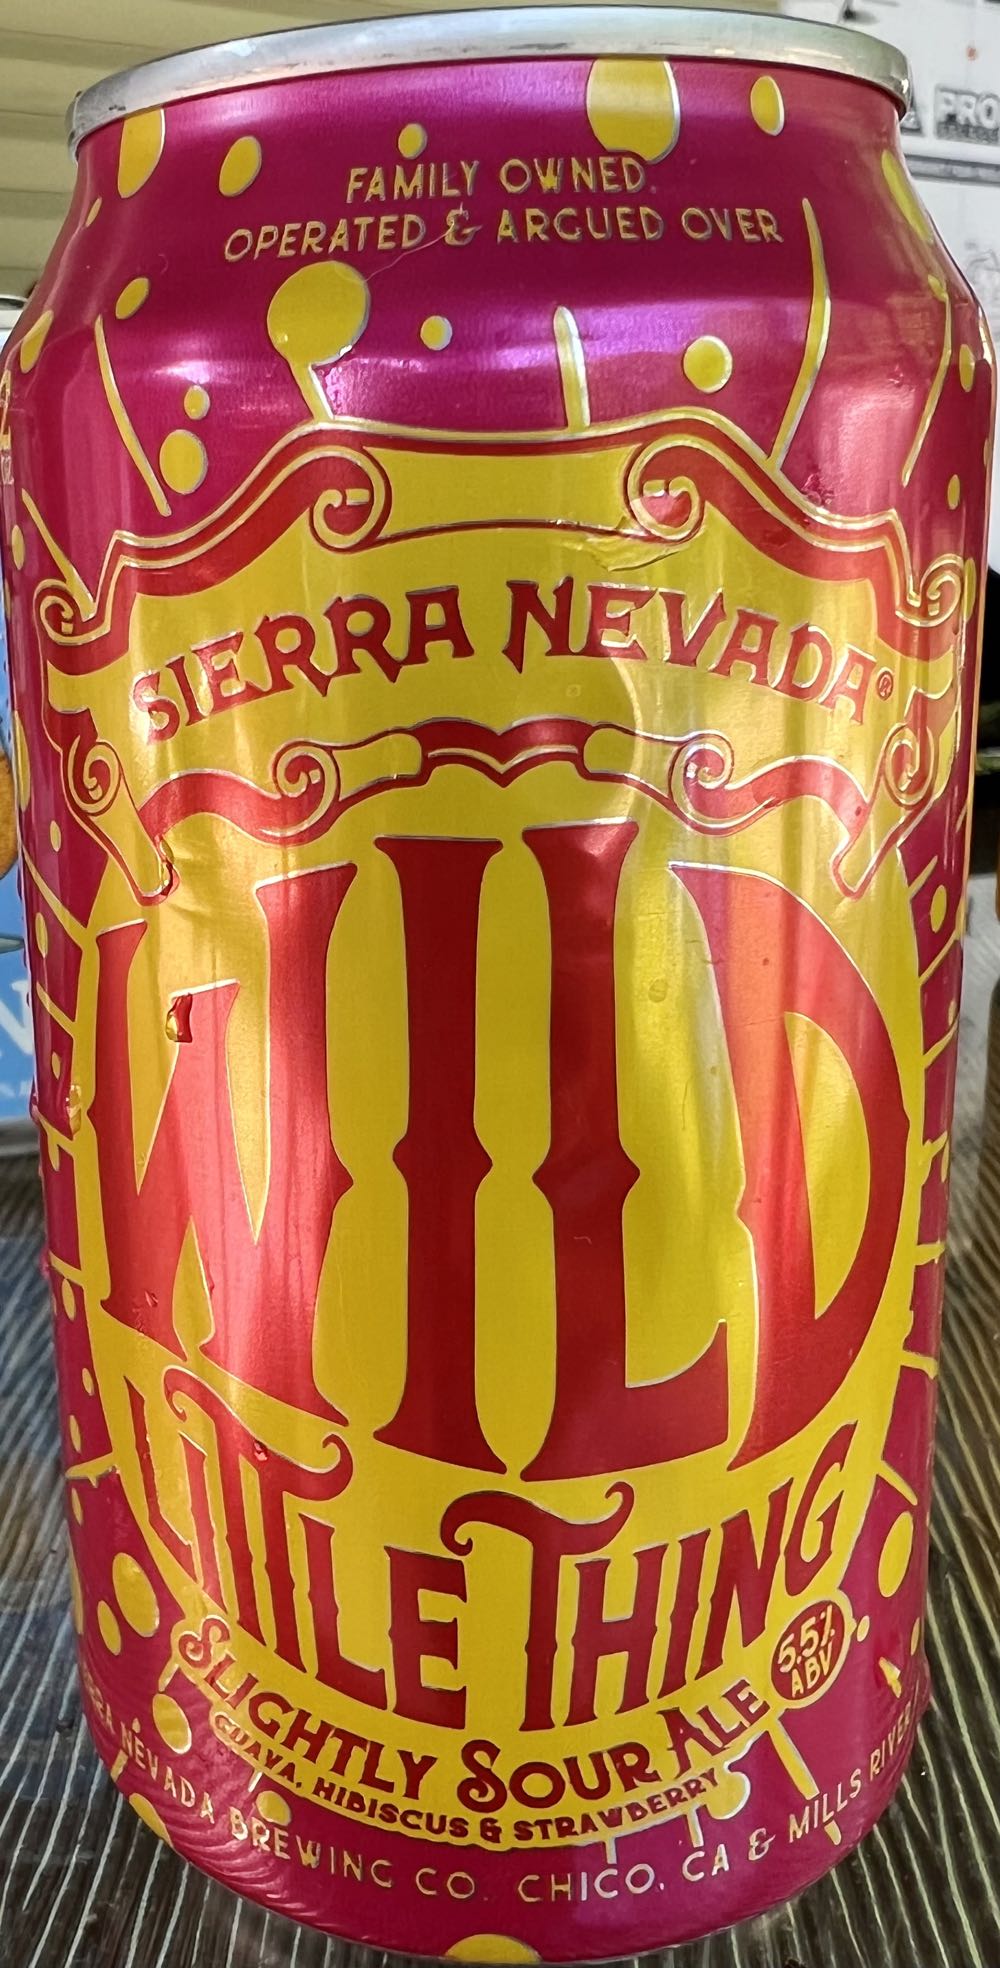 FAMILY OWNED,
OPERATED & ARGUED OVER
SIERRA NEVADA®
WILD
LITTLE THING
SLIGHTLY SOUR ALE
5.5%
ABV
GUAVA, HIBISCUS & STRAWBERRY
NEVADA BREWING CO. CHICO, CA & MILLS RIVER
PRO